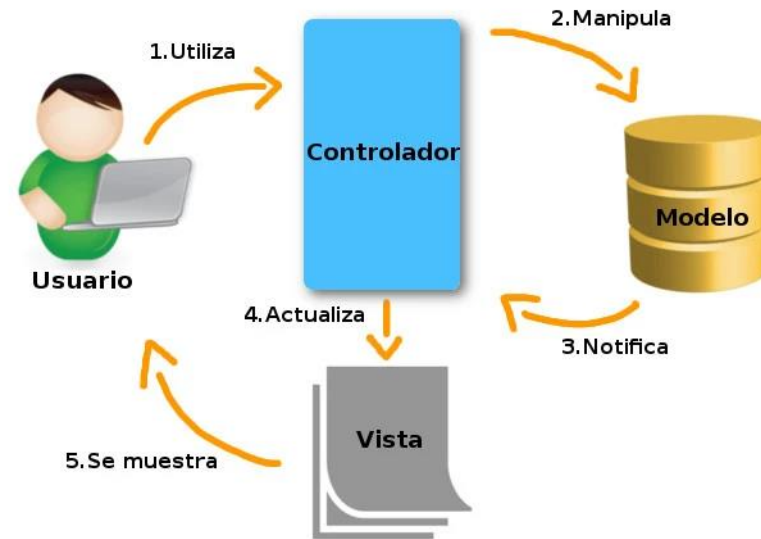 2.Manipula
1.Utiliza
Controlador
Modelo
Usuario
4.Actualiza
3.Notifica
Vista
5.Se muestra